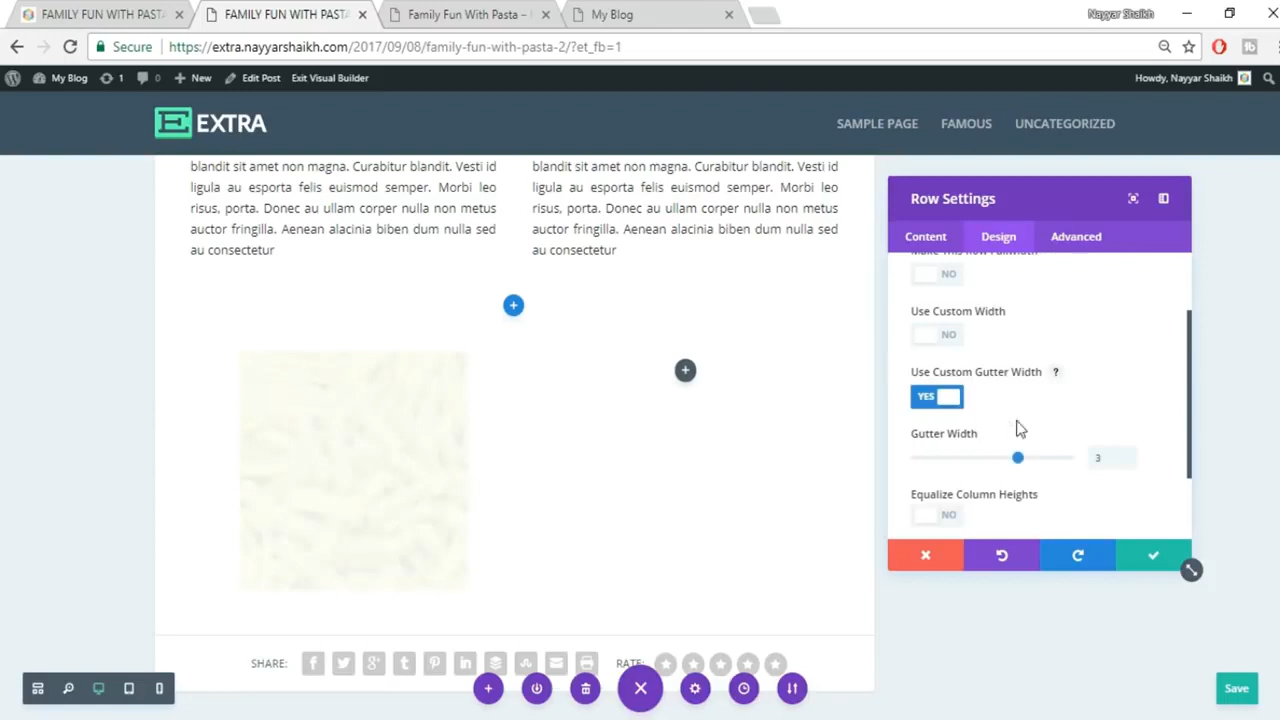 FAMILY FUN WITH PASTA
FAMILY FUN WITH PASTA
Family Fun With Pasta –
My Blog
Nayyar Shaikh
Secure
https://extra.nayyarshaikh.com/2017/09/08/family-fun-with-pasta-2/?et_fb=1
My Blog
1
0
New
Edit Post
Exit Visual Builder
Howdy, Nayyar Shaikh
E EXTRA
SAMPLE PAGE
FAMOUS
UNCATEGORIZED
blandit sit amet non magna. Curabitur blandit. Vesti id
ligula au esporta felis euismod semper. Morbi leo
risus, porta. Donec au ullam corper nulla non metus
auctor fringilla. Aenean alacinia biben dum nulla sed
au consectetur
blandit sit amet non magna. Curabitur blandit. Vesti id
ligula au esporta felis euismod semper. Morbi leo
risus, porta. Donec au ullam corper nulla non metus
auctor fringilla. Aenean alacinia biben dum nulla sed
au consectetur
Row Settings
Content
Design
Advanced
Make This Row Fullwidth
NO
Use Custom Width
NO
Use Custom Gutter Width ?
YES
Gutter Width
3
Equalize Column Heights
NO
SHARE:
RATE:
Save